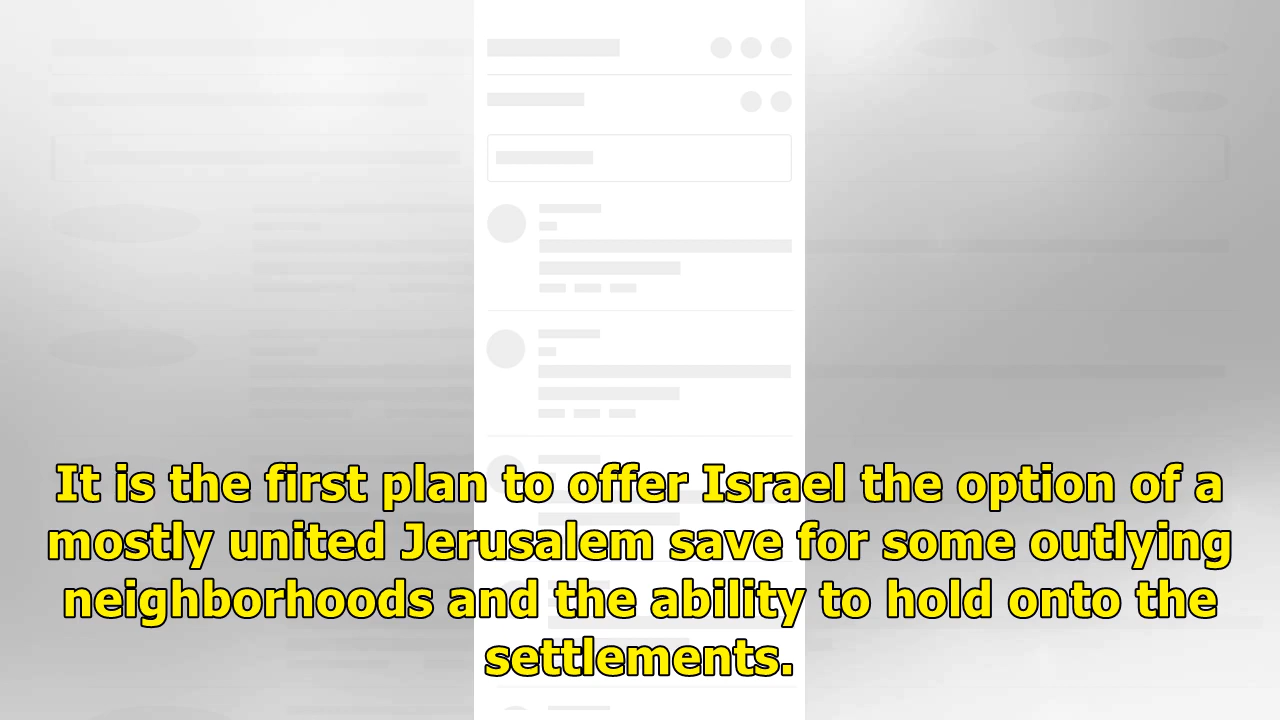 It is the first plan to offer Israel the option of a
mostly united Jerusalem save for some outlying
neighborhoods and the ability to hold onto the
settlements.